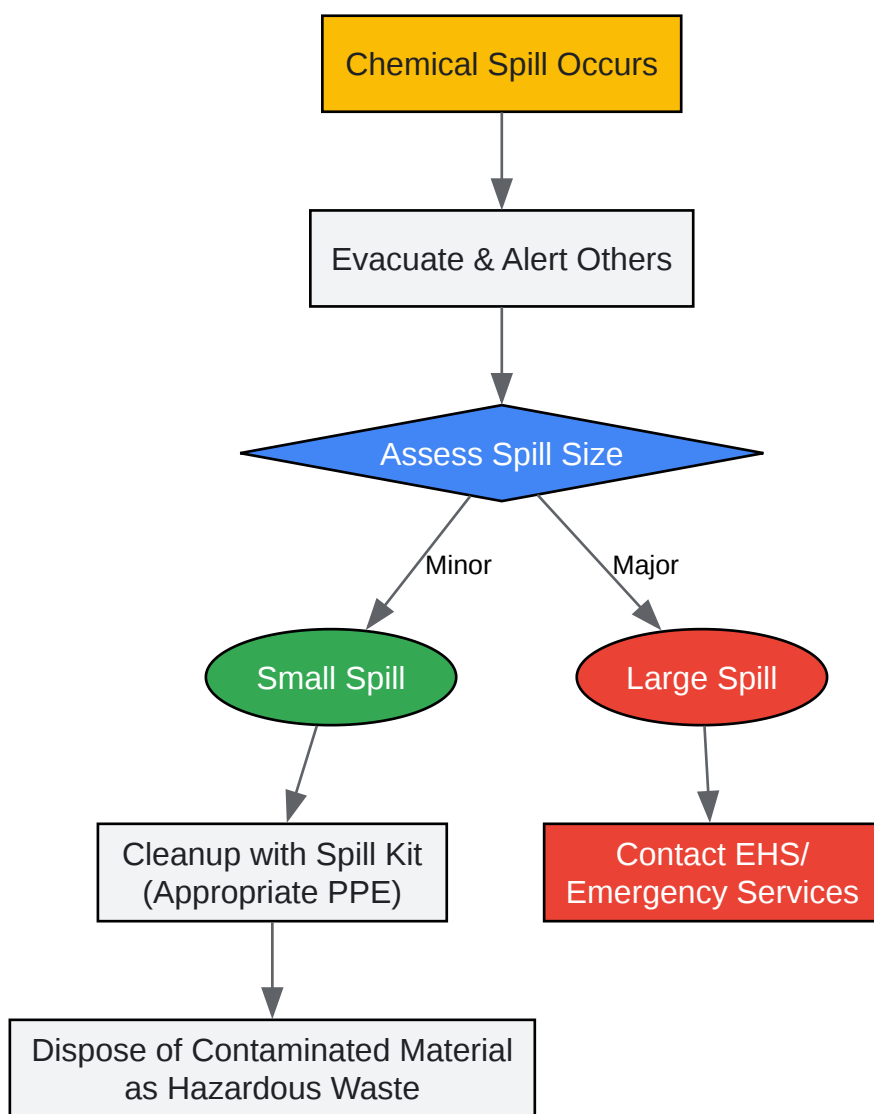 Chemical Spill Occurs
Evacuate & Alert Others
Assess Spill Size
Minor
Major
Small Spill
Large Spill
Cleanup with Spill Kit
(Appropriate PPE)
Contact EHS/
Emergency Services
Dispose of Contaminated Material
as Hazardous Waste